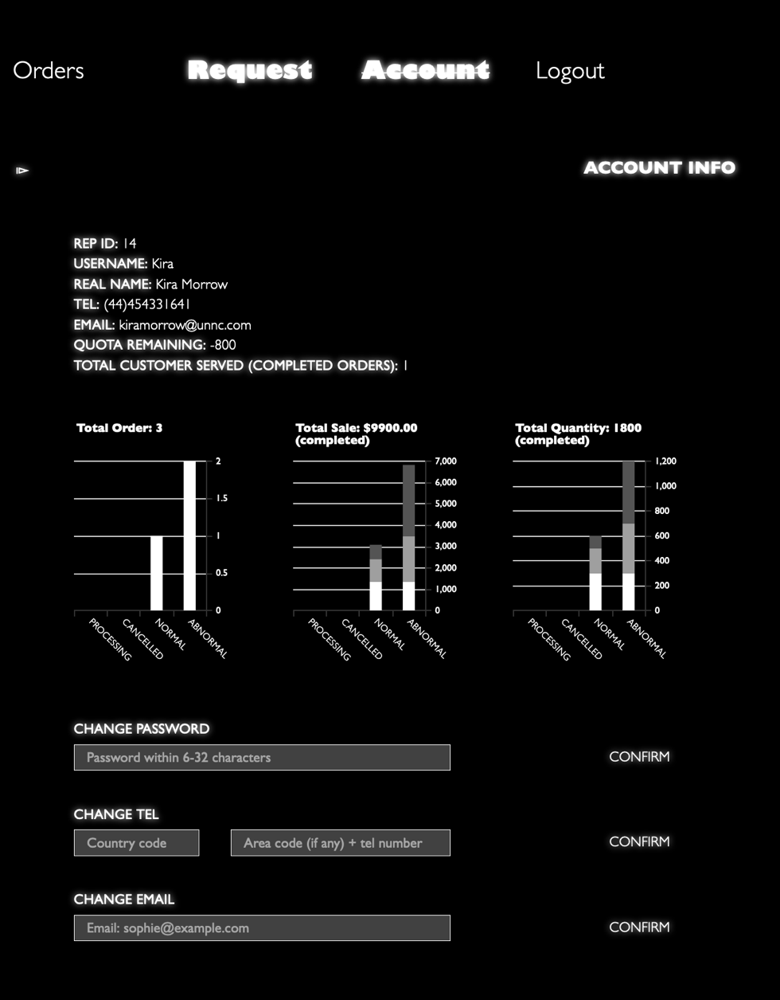 Orders Request Account Logout
ACCOUNT INFO
REP ID: 14
USERNAME: Kira
REAL NAME: Kira Morrow
TEL: (44)454331641
EMAIL: kiramorrow@unnc.com
QUOTA REMAINING: -800
TOTAL CUSTOMER SERVED (COMPLETED ORDERS): 1
Total Order: 3
2
1.5
1
0.5
0
PROCESSING
CANCELLED
NORMAL
ABNORMAL
Total Sale: $9900.00
(completed)
7,000
6,000
5,000
4,000
3,000
2,000
1,000
0
PROCESSING
CANCELLED
NORMAL
ABNORMAL
Total Quantity: 1800
(completed)
1,200
1,000
800
600
400
200
0
PROCESSING
CANCELLED
NORMAL
ABNORMAL
CHANGE PASSWORD
Password within 6-32 characters CONFIRM
CHANGE TEL
Country code Area code (if any) + tel number CONFIRM
CHANGE EMAIL
Email: sophie@example.com CONFIRM